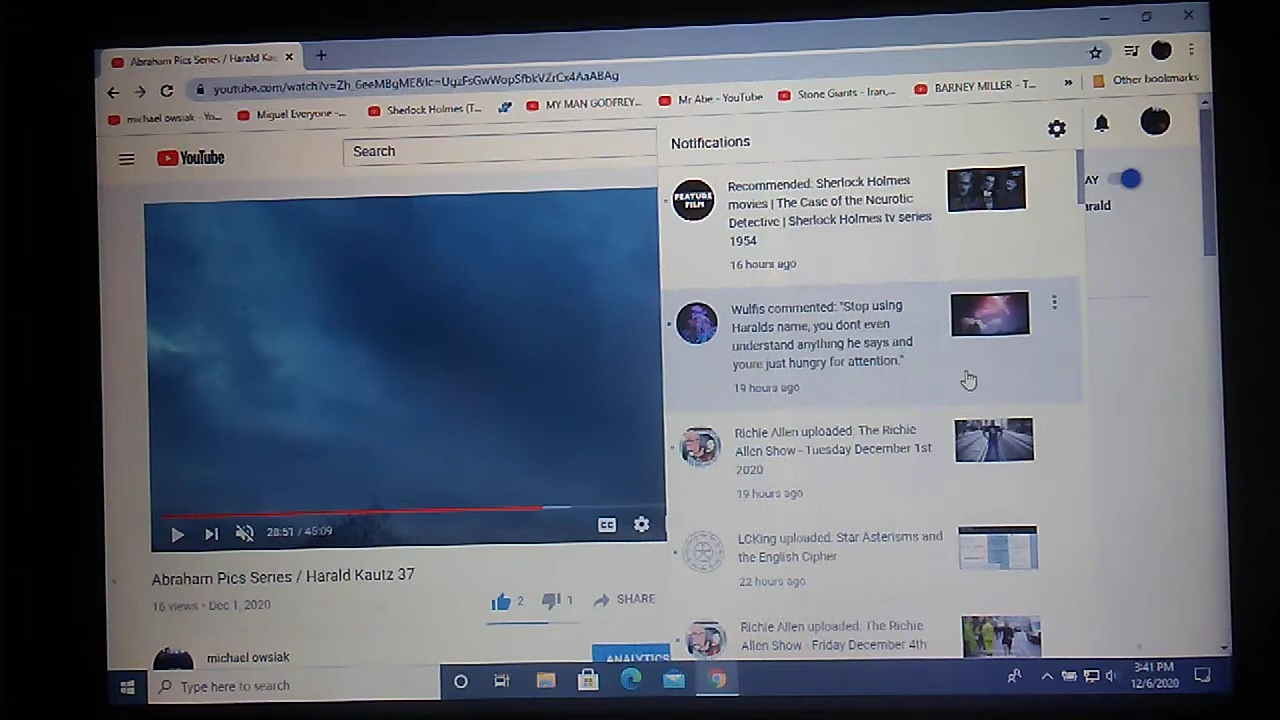 Abraham Pics Series / Harald Kau
youtube.com/watch?v=Zh_GeeMBgME&lc=UgzFsGwWopSfbkVZrCx4AaABAg
michael owsiak - Yo...
Miguel Everyone -...
Sherlock Holmes (T...
MY MAN GODFREY...
Mr Abe - YouTube
Stone Giants - Iran,...
BARNEY MILLER - T...
»
Other bookmarks
YouTube
Search
Notifications
AY
arald
FEATURE
FILM
Recommended: Sherlock Holmes
movies | The Case of the Neurotic
Detective | Sherlock Holmes tv series
1954
16 hours ago
Wulfis commented: "Stop using
Haralds name, you dont even
understand anything he says and
youre just hungry for attention."
19 hours ago
Richie Allen uploaded: The Richie
Allen Show - Tuesday December 1st
2020
19 hours ago
LCKing uploaded: Star Asterisms and
the English Cipher
22 hours ago
Richie Allen uploaded: The Richie
Allen Show - Friday December 4th
28:51 / 45:09
CC
Abraham Pics Series / Harald Kautz 37
16 views • Dec 1, 2020
2
1
SHARE
michael owsiak
ANALYTICS
Type here to search
3:41 PM
12/6/2020